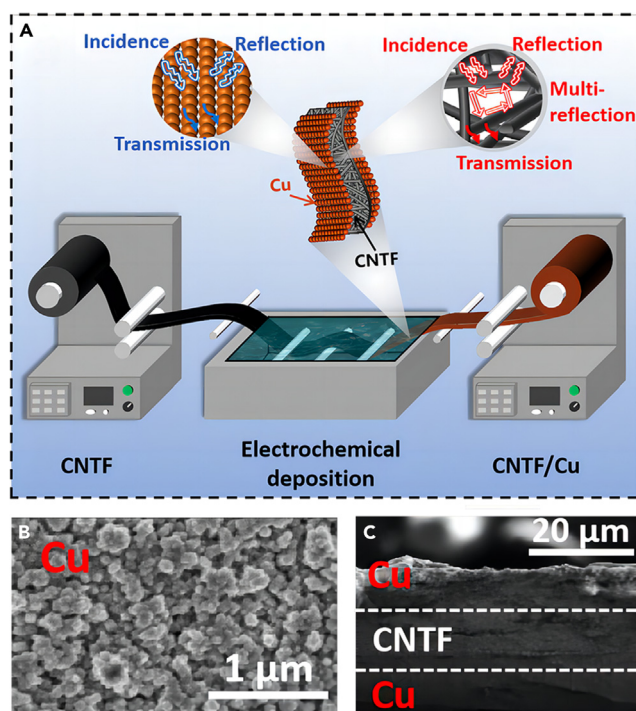 A
Incidence
Reflection
Transmission
Incidence
Reflection
Multi-
reflection
Transmission
Cu
CNTF
CNTF
Electrochemical
deposition
CNTF/Cu
B
Cu
1 μm
C
20 μm
Cu
CNTF
Cu